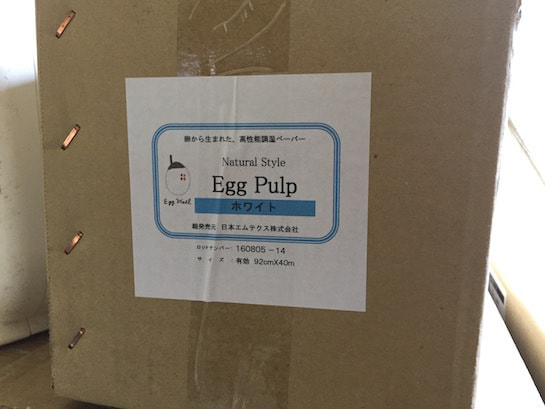 卵から生まれた、高性能調湿ペーパー
Natural Style
Egg Pulp
Egg Wall
ホワイト
総発売元 日本エムテクス株式会社
ロットナンバー: 160805-14
サイズ :有効 92cmX40m